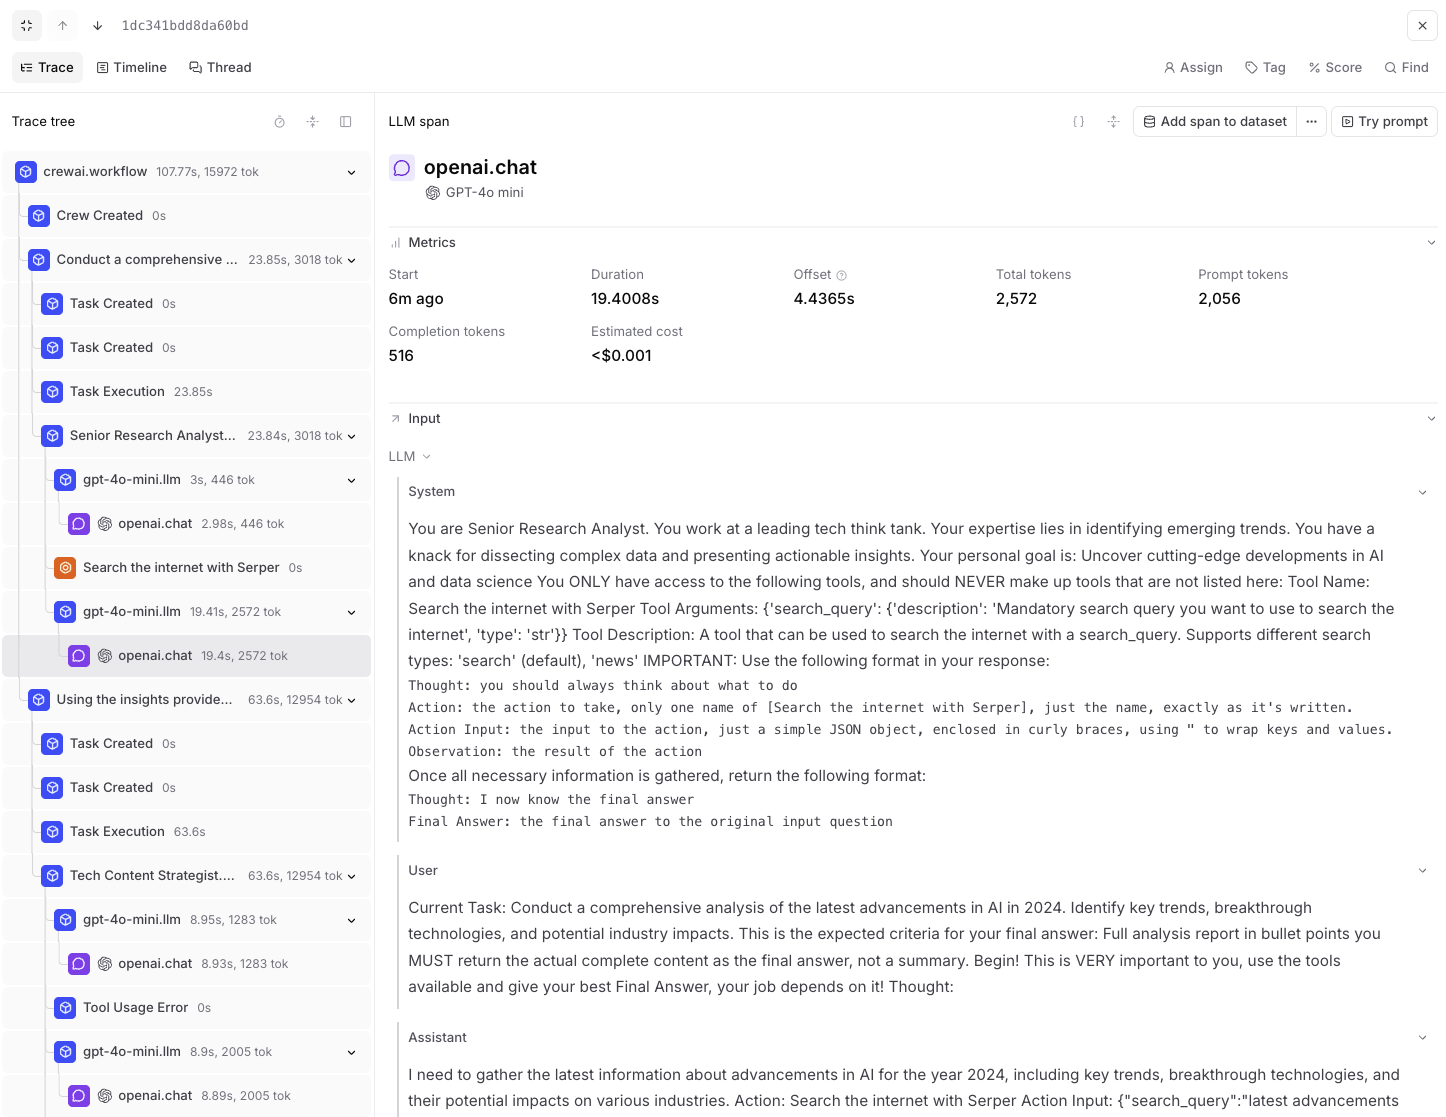 1dc341bdd8da60bd
Trace Timeline Thread Assign Tag Score Find
Trace tree
crewai.workflow 107.77s, 15972 tok
Crew Created 0s
Conduct a comprehensive ... 23.85s, 3018 tok
Task Created 0s
Task Created 0s
Task Execution 23.85s
Senior Research Analyst... 23.84s, 3018 tok
gpt-4o-mini.llm 3s, 446 tok
openai.chat 2.98s, 446 tok
Search the internet with Serper 0s
gpt-4o-mini.llm 19.41s, 2572 tok
openai.chat 19.4s, 2572 tok
Using the insights provide... 63.6s, 12954 tok
Task Created 0s
Task Created 0s
Task Execution 63.6s
Tech Content Strategist.... 63.6s, 12954 tok
gpt-4o-mini.llm 8.95s, 1283 tok
openai.chat 8.93s, 1283 tok
Tool Usage Error 0s
gpt-4o-mini.llm 8.9s, 2005 tok
openai.chat 8.89s, 2005 tok
LLM span { } Add span to dataset ... Try prompt
openai.chat
GPT-4o mini
Metrics
Start Duration Offset Total tokens Prompt tokens
6m ago 19.4008s 4.4365s 2,572 2,056
Completion tokens Estimated cost
516 <$0.001
Input
LLM
System
You are Senior Research Analyst. You work at a leading tech think tank. Your expertise lies in identifying emerging trends. You have a
knack for dissecting complex data and presenting actionable insights. Your personal goal is: Uncover cutting-edge developments in AI
and data science You ONLY have access to the following tools, and should NEVER make up tools that are not listed here: Tool Name:
Search the internet with Serper Tool Arguments: {'search_query': {'description': 'Mandatory search query you want to use to search the
internet', 'type': 'str'}} Tool Description: A tool that can be used to search the internet with a search_query. Supports different search
types: 'search' (default), 'news' IMPORTANT: Use the following format in your response:
Thought: you should always think about what to do
Action: the action to take, only one name of [Search the internet with Serper], just the name, exactly as it's written.
Action Input: the input to the action, just a simple JSON object, enclosed in curly braces, using " to wrap keys and values.
Observation: the result of the action
Once all necessary information is gathered, return the following format:
Thought: I now know the final answer
Final Answer: the final answer to the original input question
User
Current Task: Conduct a comprehensive analysis of the latest advancements in AI in 2024. Identify key trends, breakthrough
technologies, and potential industry impacts. This is the expected criteria for your final answer: Full analysis report in bullet points you
MUST return the actual complete content as the final answer, not a summary. Begin! This is VERY important to you, use the tools
available and give your best Final Answer, your job depends on it! Thought:
Assistant
I need to gather the latest information about advancements in AI for the year 2024, including key trends, breakthrough technologies, and
their potential impacts on various industries. Action: Search the internet with Serper Action Input: {"search_query":"latest advancements